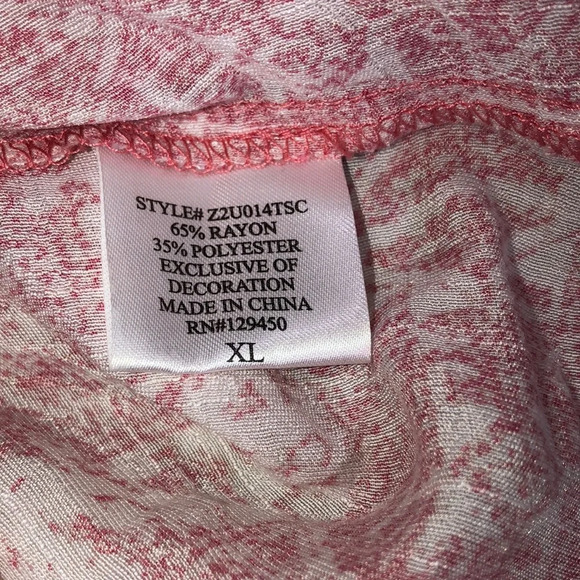 STYLE# Z2U014TSC
65% RAYON
35% POLYESTER
EXCLUSIVE OF
DECORATION
MADE IN CHINA
RN#129450
XL